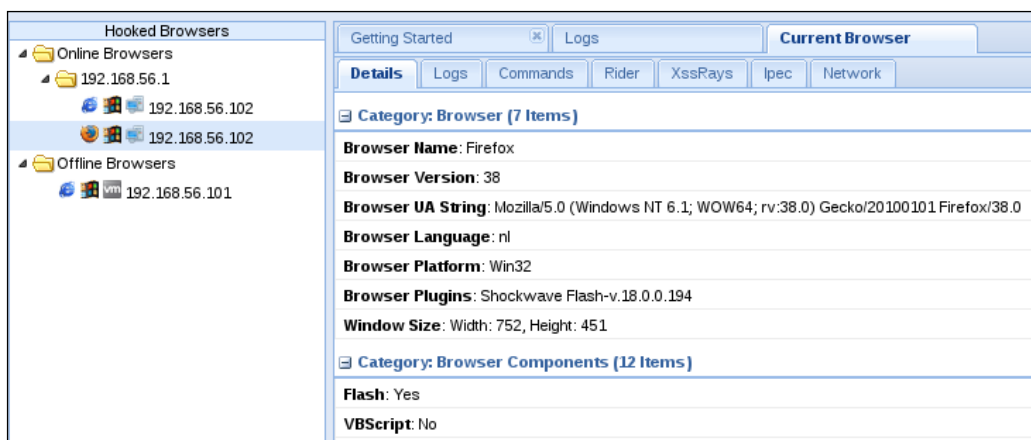 Hooked Browsers
Online Browsers
192.168.56.1
192.168.56.102
192.168.56.102
Offline Browsers
vm 192.168.56.101
Getting Started Logs Current Browser
Details Logs Commands Rider XssRays Ipec Network
Category: Browser (7 Items)
Browser Name: Firefox
Browser Version: 38
Browser UA String: Mozilla/5.0 (Windows NT 6.1; WOW64; rv:38.0) Gecko/20100101 Firefox/38.0
Browser Language: nl
Browser Platform: Win32
Browser Plugins: Shockwave Flash-v.18.0.0.194
Window Size: Width: 752, Height: 451
Category: Browser Components (12 Items)
Flash: Yes
VBScript: No